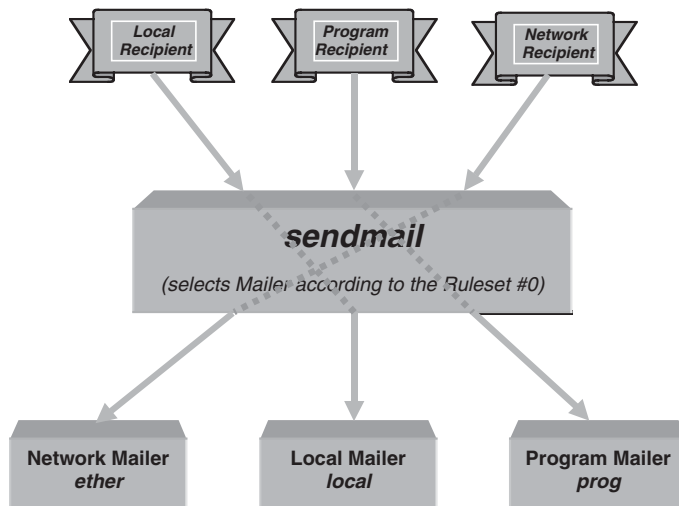 Local
Recipient
Program
Recipient
Network
Recipient
sendmail
(selects Mailer according to the Ruleset #0)
Network Mailer
ether
Local Mailer
local
Program Mailer
prog